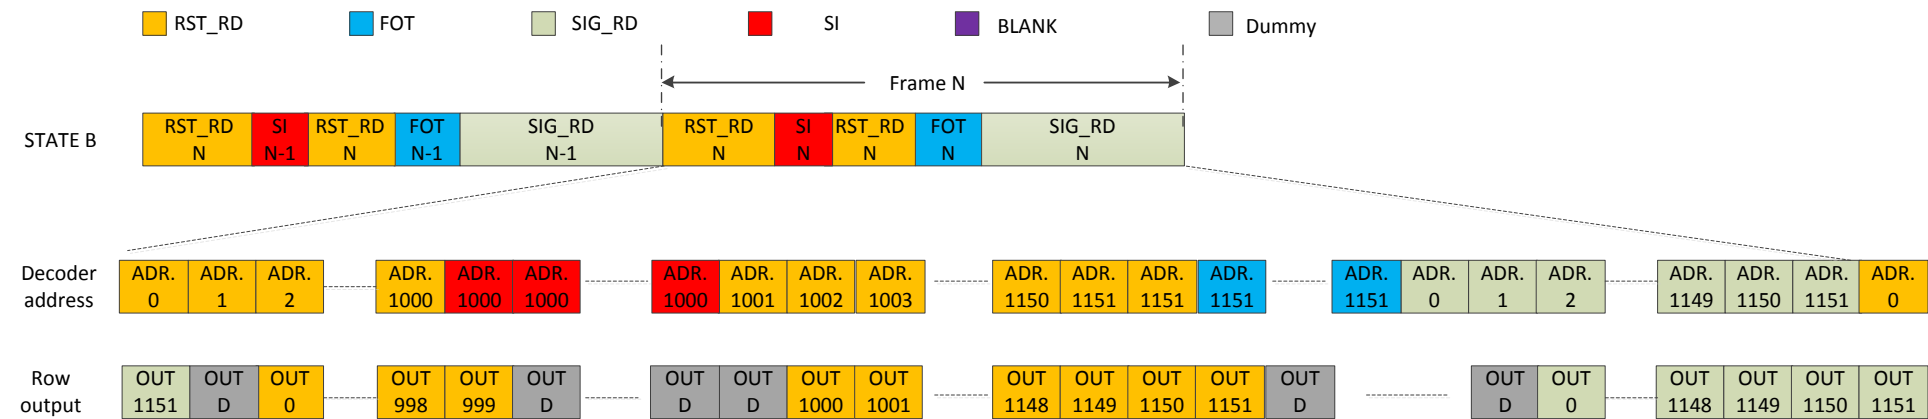 RST_RD FOT SIG_RD SI BLANK Dummy
Frame N
STATE B
RST_RD SI RST_RD FOT SIG_RD RST_RD SI RST_RD FOT SIG_RD
N N-1 N N-1 N-1 N N N N N
Decoder ADR. ADR. ADR. ADR. ADR. ADR. ADR. ADR. ADR. ADR. ADR. ADR. ADR. ADR. ADR. ADR. ADR. ADR. ADR. ADR. ADR. ADR.
address 0 1 2 1000 1000 1000 1000 1001 1002 1003 1150 1151 1151 1151 1151 0 1 2 1149 1150 1151 0
Row OUT OUT OUT OUT OUT OUT OUT OUT OUT OUT OUT OUT OUT OUT OUT OUT OUT OUT OUT OUT OUT
output 1151 D 0 998 999 D D D 1000 1001 1148 1149 1150 1151 D D 0 1148 1149 1150 1151